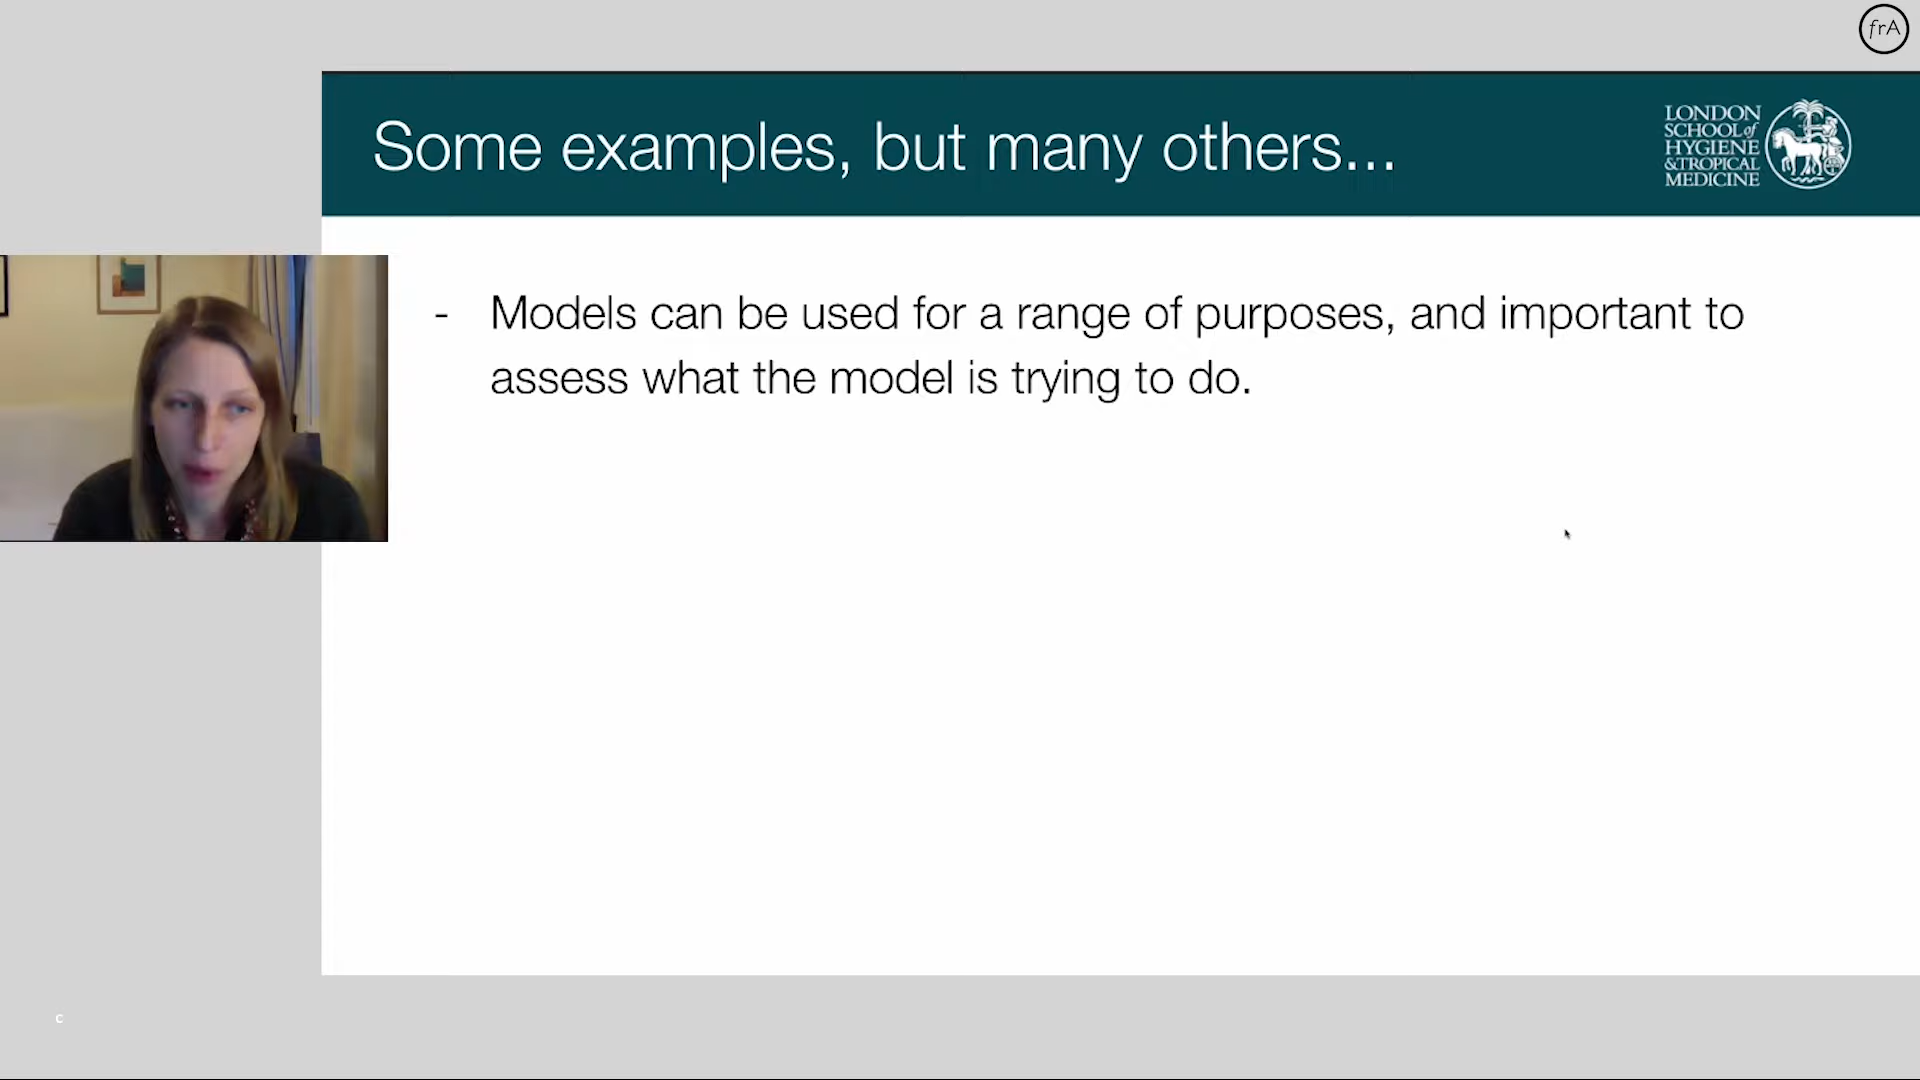 frA
Some examples, but many others...
LONDON
SCHOOL of
HYGIENE
& TROPICAL
MEDICINE
- Models can be used for a range of purposes, and important to
assess what the model is trying to do.
c